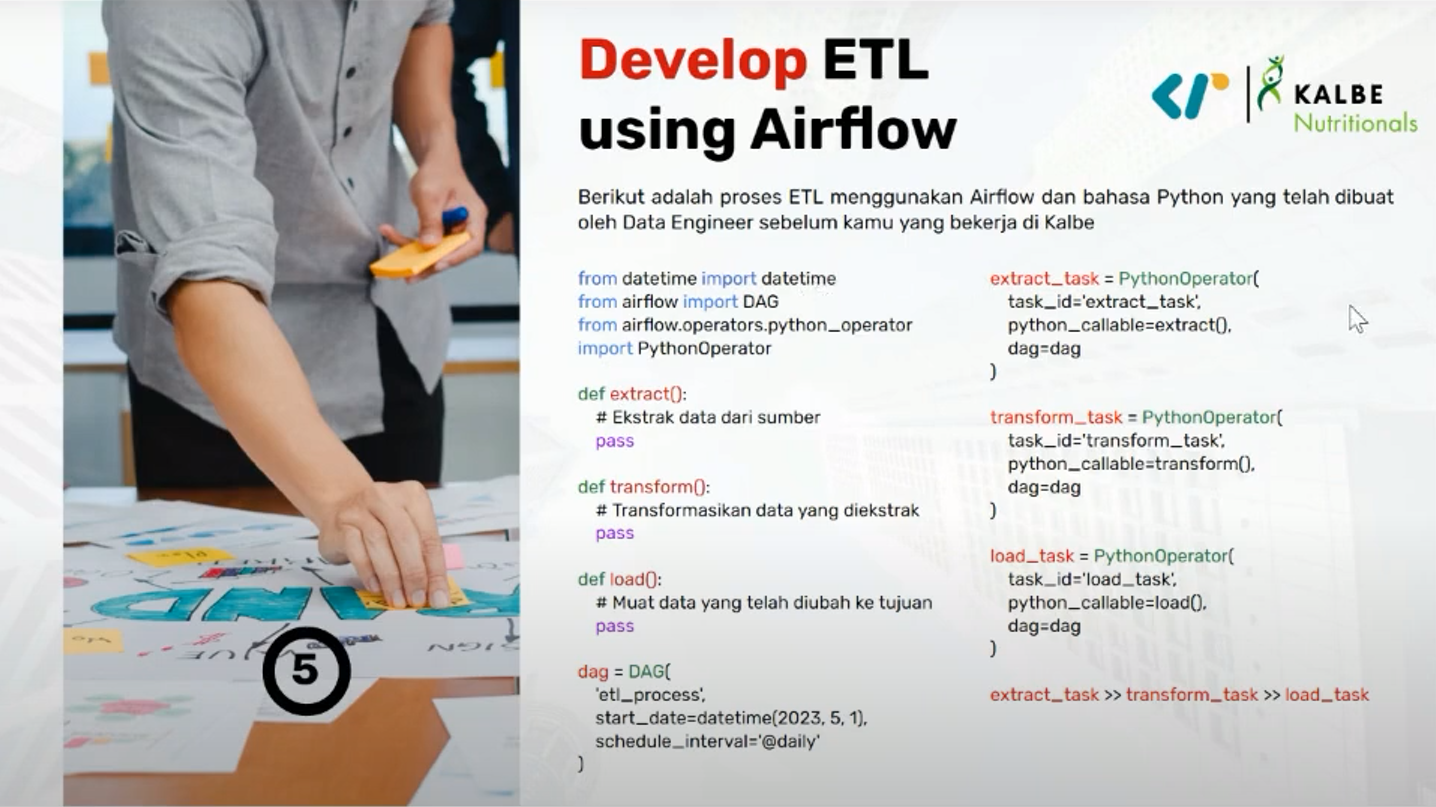 Develop ETL
using Airflow
KALBE
Nutritionals
Berikut adalah proses ETL menggunakan Airflow dan bahasa Python yang telah dibuat
oleh Data Engineer sebelum kamu yang bekerja di Kalbe
from datetime import datetime
from airflow import DAG
from airflow.operators.python_operator
import PythonOperator
def extract():
# Ekstrak data dari sumber
pass
def transform():
# Transformasikan data yang diekstrak
pass
def load():
# Muat data yang telah diubah ke tujuan
pass
dag = DAG(
'etl_process',
start_date=datetime(2023, 5, 1),
schedule_interval='@daily'
)
extract_task = PythonOperator(
task_id='extract_task',
python_callable=extract(),
dag=dag
)
transform_task = PythonOperator(
task_id='transform_task',
python_callable=transform(),
dag=dag
)
load_task = PythonOperator(
task_id='load_task',
python_callable=load(),
dag=dag
)
extract_task >> transform_task >> load_task
5